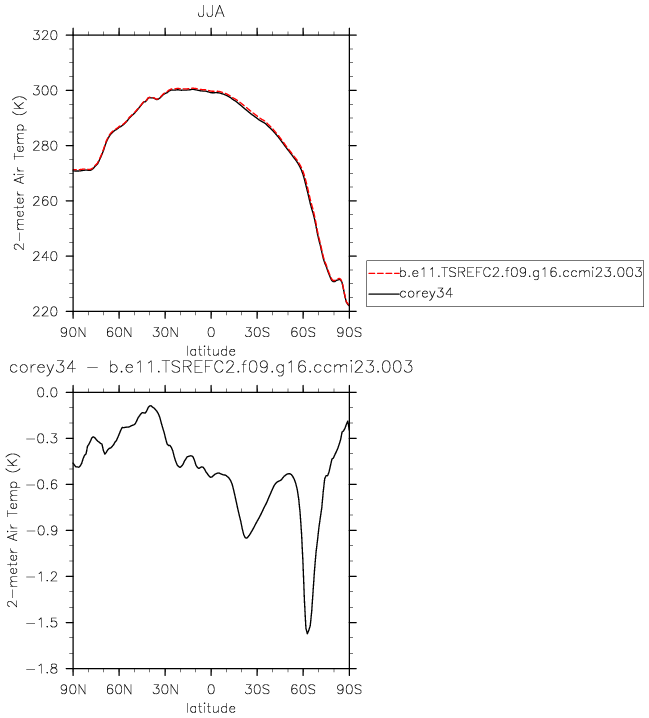 JJA
320
300
280
260
240
220
2-meter Air Temp (K)
90N 60N 30N 0 30S 60S 90S
latitude
b.e11.TSREFC2.f09.g16.ccmi23.003
corey34
corey34 - b.e11.TSREFC2.f09.g16.ccmi23.003
0.0
-0.3
-0.6
-0.9
-1.2
-1.5
-1.8
2-meter Air Temp (K)
90N 60N 30N 0 30S 60S 90S
latitude